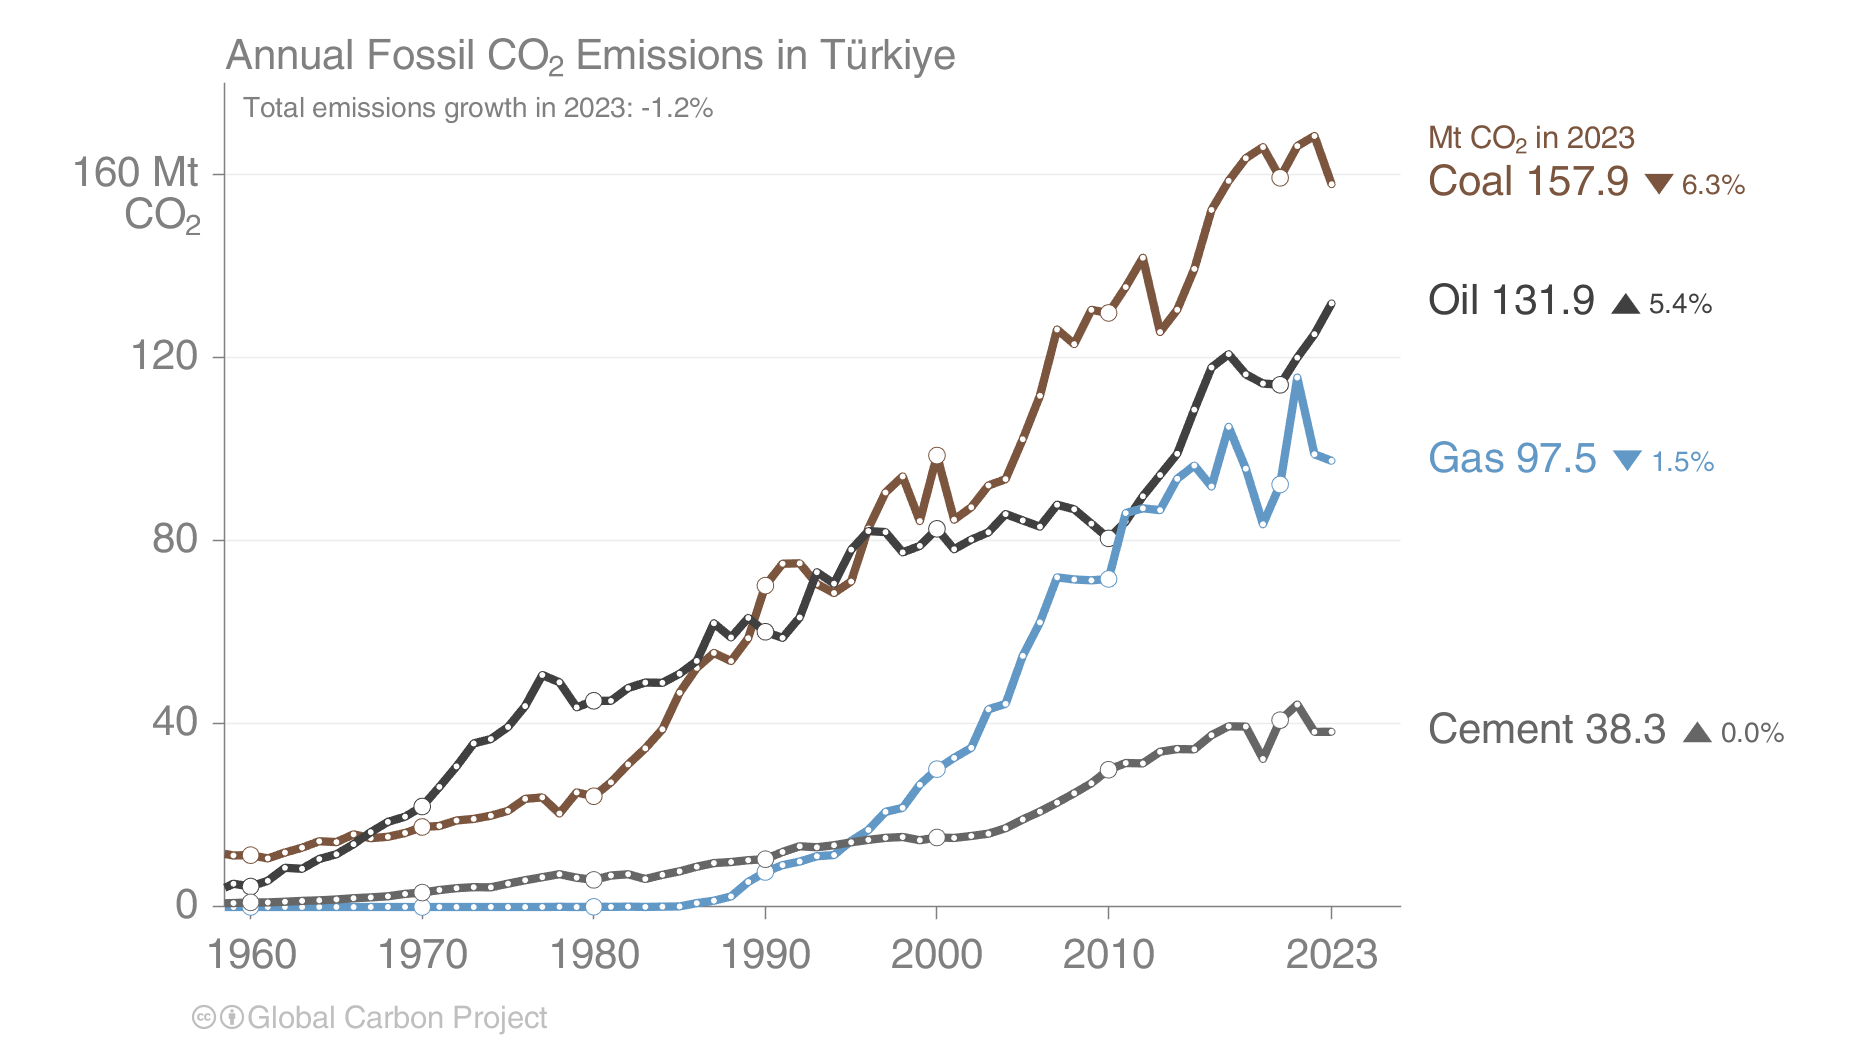 Annual Fossil CO₂ Emissions in Türkiye
Total emissions growth in 2023: -1.2%
160 Mt
CO₂
120
80
40
0
1960 1970 1980 1990 2000 2010 2023
Mt CO₂ in 2023
Coal 157.9 ▼ 6.3%
Oil 131.9 ▲ 5.4%
Gas 97.5 ▼ 1.5%
Cement 38.3 ▲ 0.0%
cc Global Carbon Project